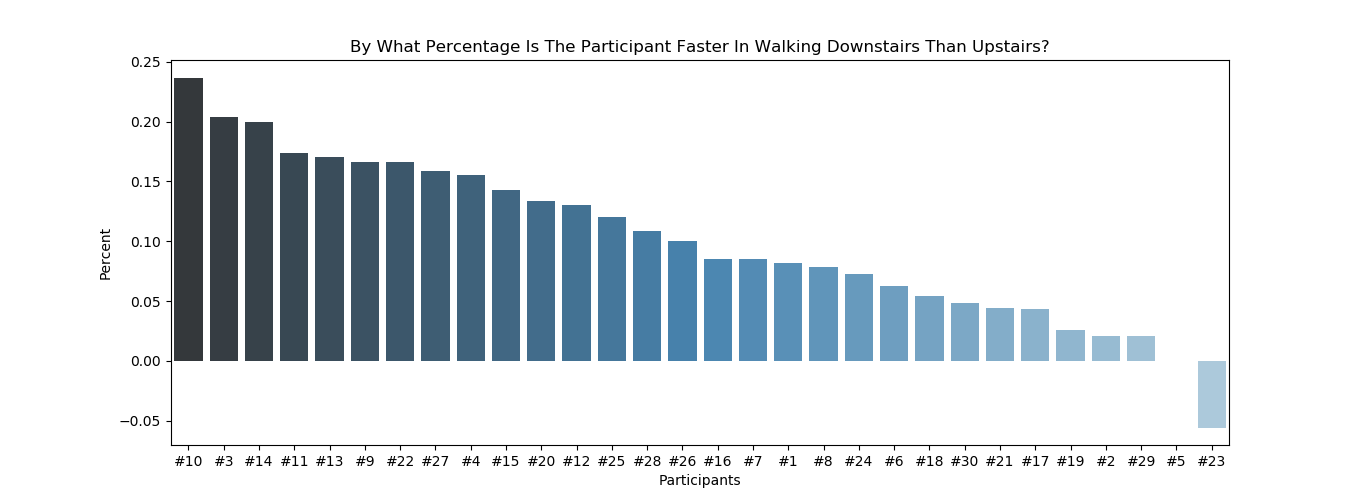 By What Percentage Is The Participant Faster In Walking Downstairs Than Upstairs?
0.25
0.20
0.15
0.10
0.05
0.00
−0.05
Percent
#10 #3 #14 #11 #13 #9 #22 #27 #4 #15 #20 #12 #25 #28 #26 #16 #7 #1 #8 #24 #6 #18 #30 #21 #17 #19 #2 #29 #5 #23
Participants